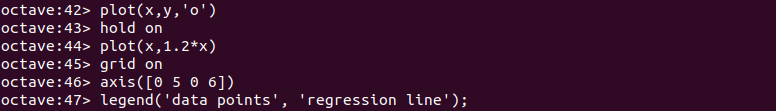 octave:42> plot(x,y,'o')
octave:43> hold on
octave:44> plot(x,1.2*x)
octave:45> grid on
octave:46> axis([0 5 0 6])
octave:47> legend('data points', 'regression line');